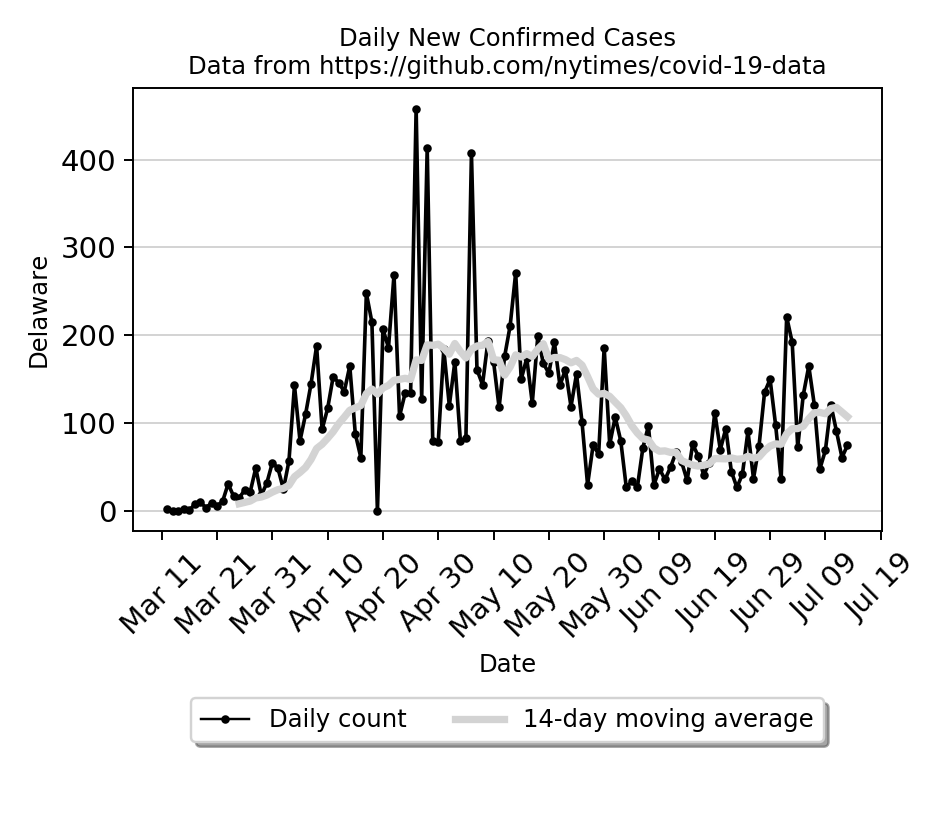 Daily New Confirmed Cases
Data from https://github.com/nytimes/covid-19-data
Delaware
400
300
200
100
0
Mar 11
Mar 21
Mar 31
Apr 10
Apr 20
Apr 30
May 10
May 20
May 30
Jun 09
Jun 19
Jun 29
Jul 09
Jul 19
Date
Daily count
14-day moving average